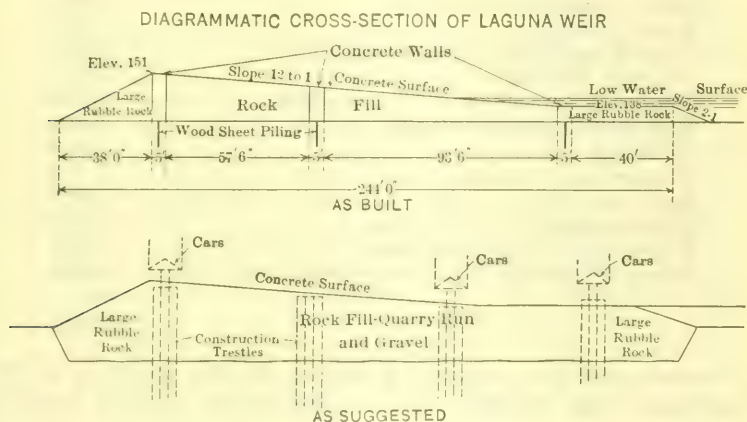 DIAGRAMMATIC CROSS-SECTION OF LAGUNA WEIR
Concrete Walls
Elev. 151
Slope 12 to 1
Concrete Surface
Low Water Surface
Large
Rubble Rock
Rock Fill
Elev. 138
Large Rubble Rock
Slope 2-1
Wood Sheet Piling
38'0" 5' 57'6" 5' 93'6" 5' 40'
244'0"
AS BUILT
Cars
Cars
Cars
Concrete Surface
Large
Rubble
Rock
Construction
Trestles
Rock Fill-Quarry Run
and Gravel
Large
Rubble
Rock
AS SUGGESTED